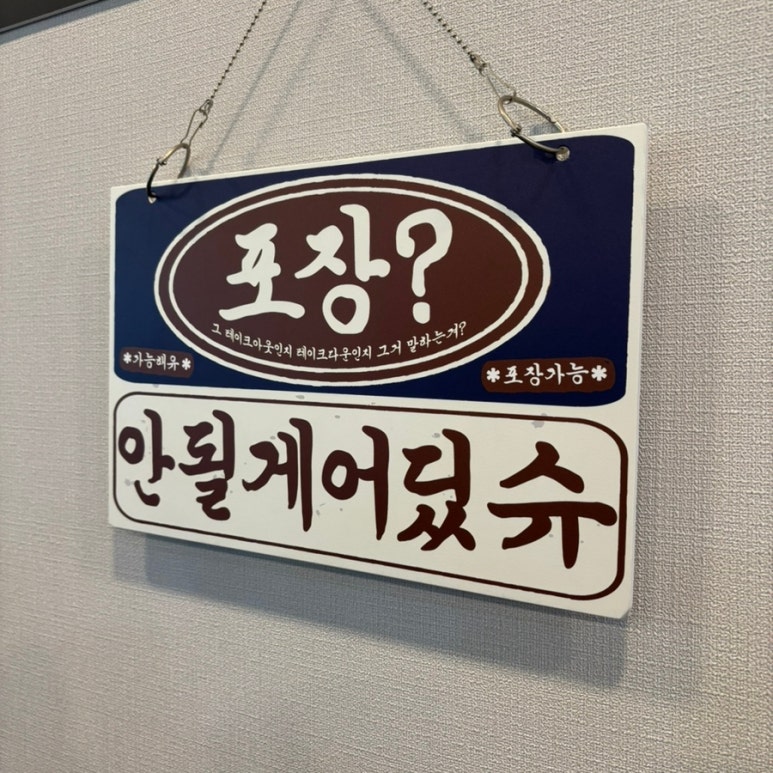 포장?
그 테이크아웃인지 테이크다운인지 그거 말하는거?
*가능해유*
*포장가능*
안될게어딨슈